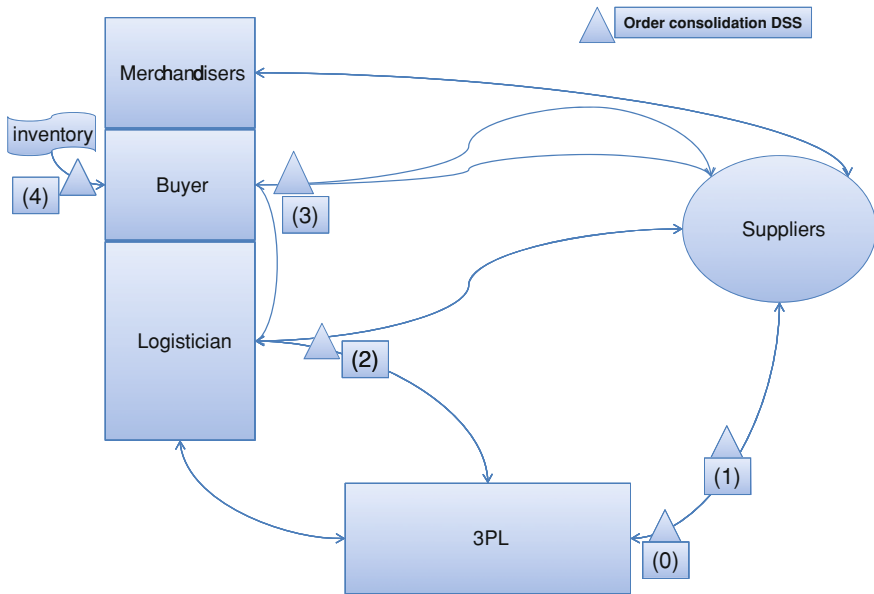 Order consolidation DSS
Merchandisers
inventory
(4)
Buyer
(3)
Suppliers
Logistician
(2)
(1)
3PL
(0)